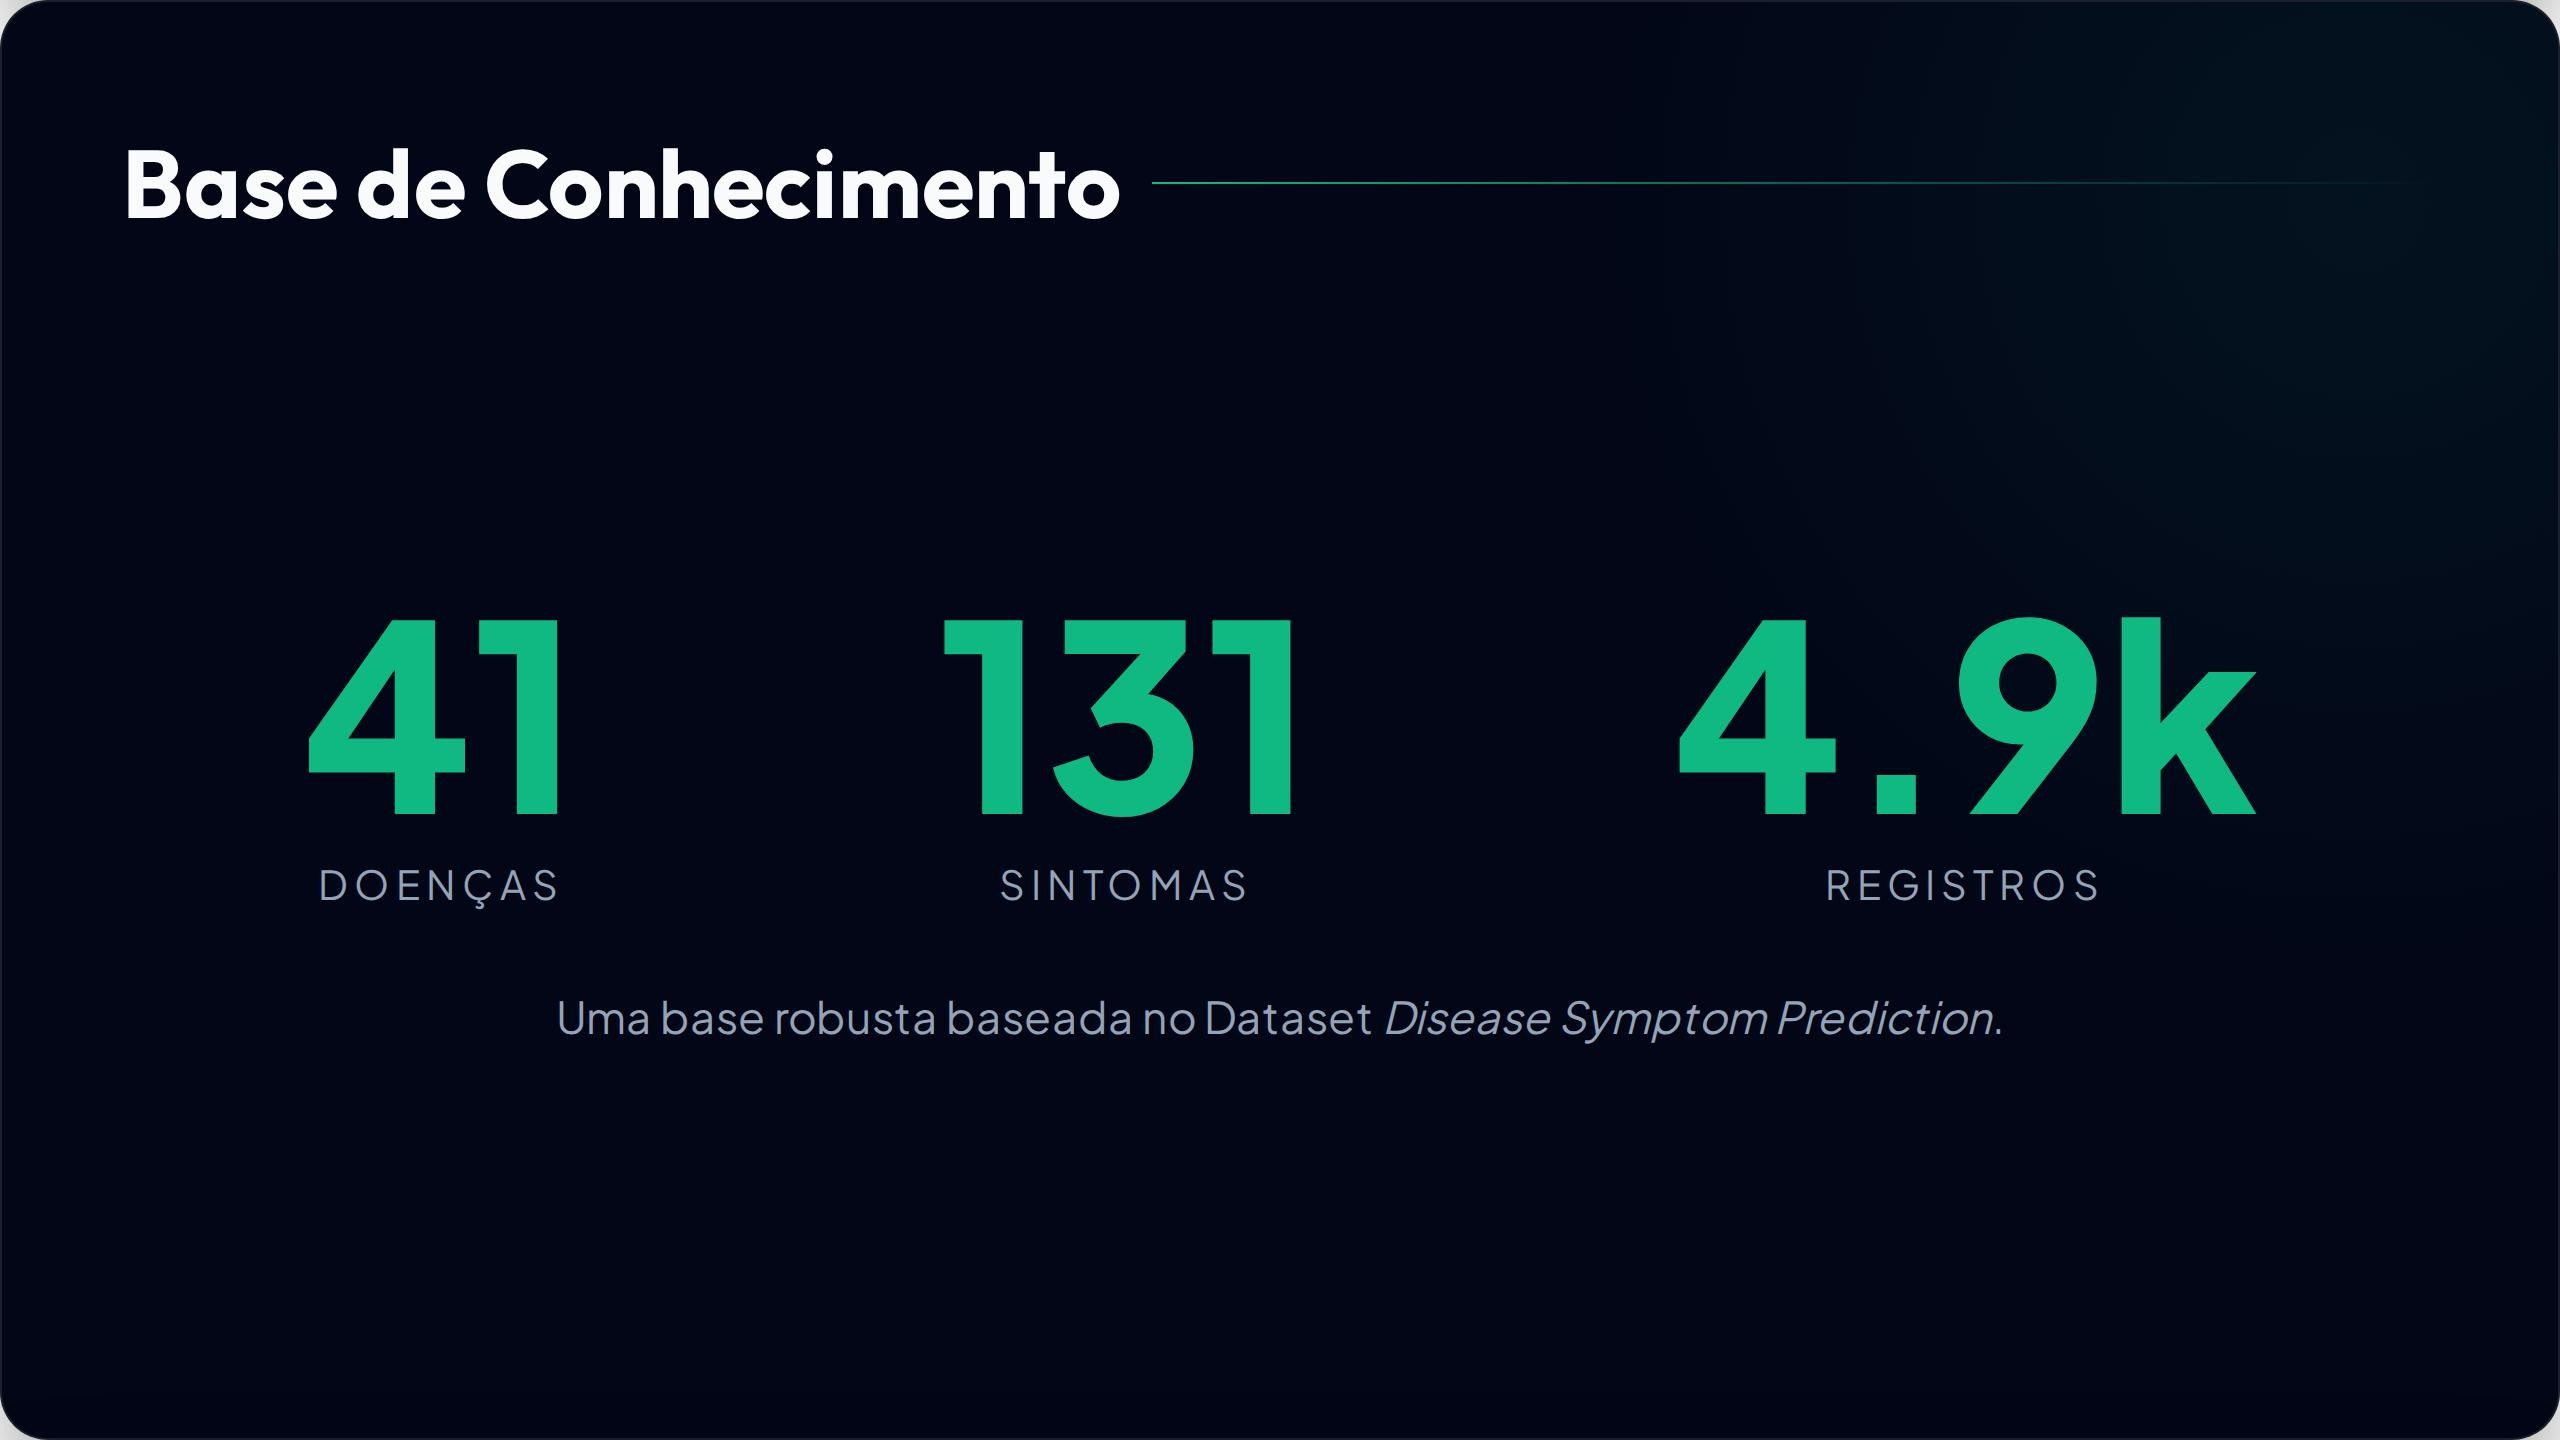 Base de Conhecimento
41
131
4.9k
DOENÇAS
SINTOMAS
REGISTROS
Uma base robusta baseada no Dataset Disease Symptom Prediction.